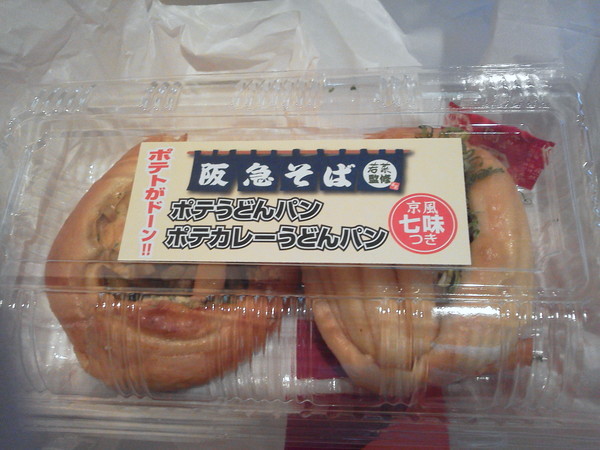 ポテトがドーン!!
阪急そば
若菜
監修
ポテうどんパン
ポテカレーうどんパン
京風
七味
つき